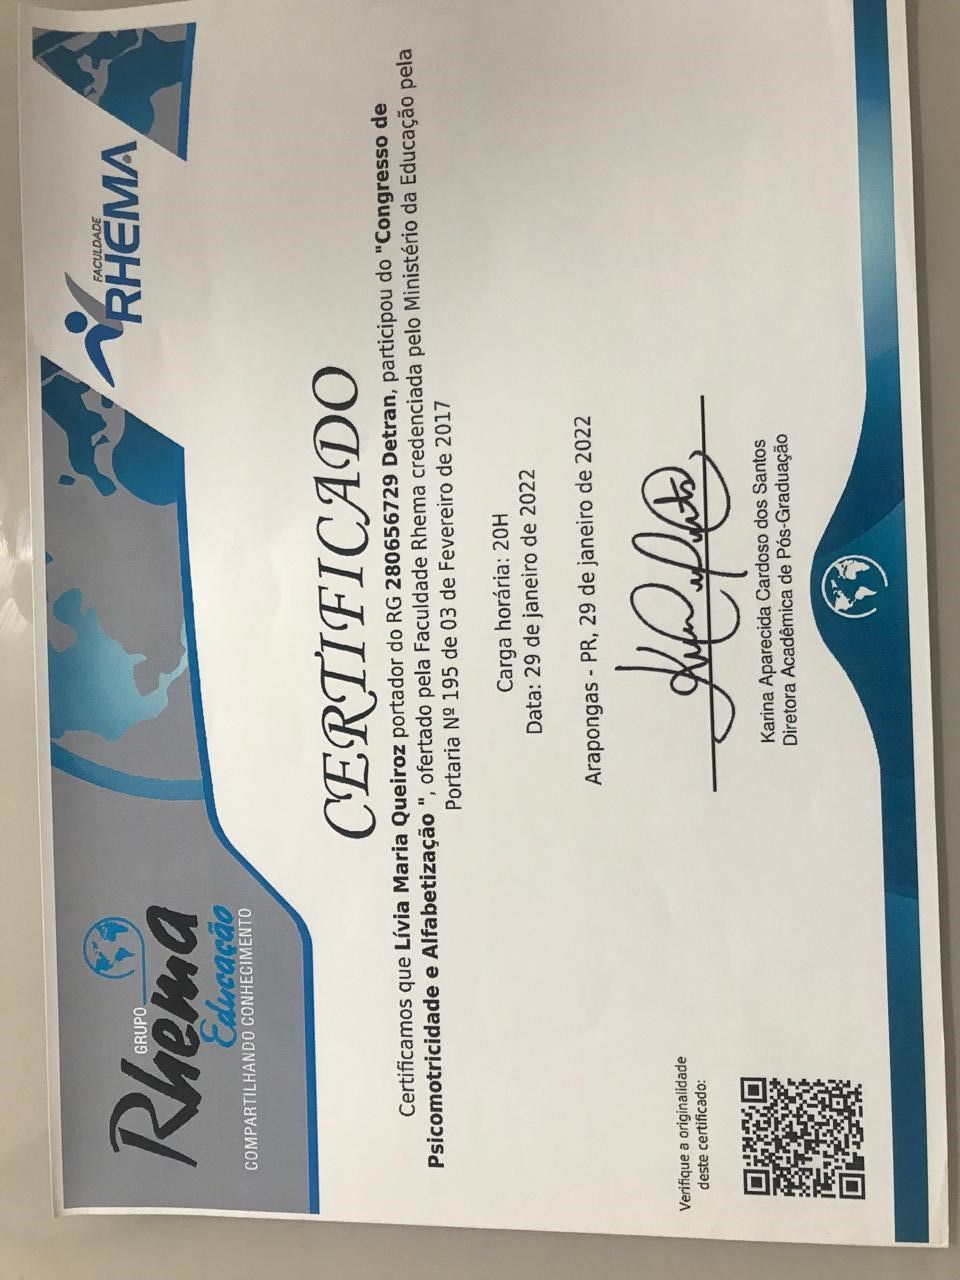 GRUPO
Rhema
Educação
COMPARTILHANDO CONHECIMENTO
FACULDADE
RHEMA
CERTIFICADO
Certificamos que Lívia Maria Queiroz portador do RG 280656729 Detran, participou do "Congresso de
Psicomotricidade e Alfabetização ", ofertado pela Faculdade Rhema credenciada pelo Ministério da Educação pela
Portaria Nº 195 de 03 de Fevereiro de 2017
Carga horária: 20H
Data: 29 de janeiro de 2022
Arapongas - PR, 29 de janeiro de 2022
Karina Aparecida Cardoso dos Santos
Diretora Acadêmica de Pós-Graduação
Verifique a originalidade
deste certificado: